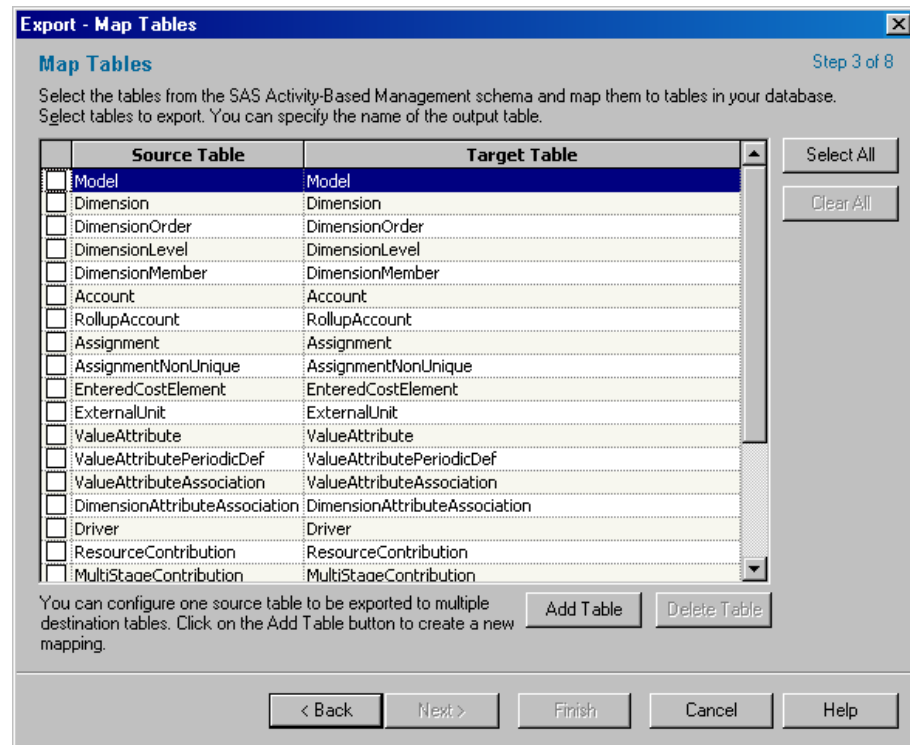 Export - Map Tables
Map Tables
Step 3 of 8
Select the tables from the SAS Activity-Based Management schema and map them to tables in your database.
Select tables to export. You can specify the name of the output table.
Source Table Target Table
Select All
Model Model
Clear All
Dimension Dimension
DimensionOrder DimensionOrder
DimensionLevel DimensionLevel
DimensionMember DimensionMember
Account Account
RollupAccount RollupAccount
Assignment Assignment
AssignmentNonUnique AssignmentNonUnique
EnteredCostElement EnteredCostElement
ExternalUnit ExternalUnit
ValueAttribute ValueAttribute
ValueAttributePeriodicDef ValueAttributePeriodicDef
ValueAttributeAssociation ValueAttributeAssociation
DimensionAttributeAssociation DimensionAttributeAssociation
Driver Driver
ResourceContribution ResourceContribution
MultiStageContribution MultiStageContribution
You can configure one source table to be exported to multiple
destination tables. Click on the Add Table button to create a new
mapping.
Add Table Delete Table
< Back Next > Finish Cancel Help